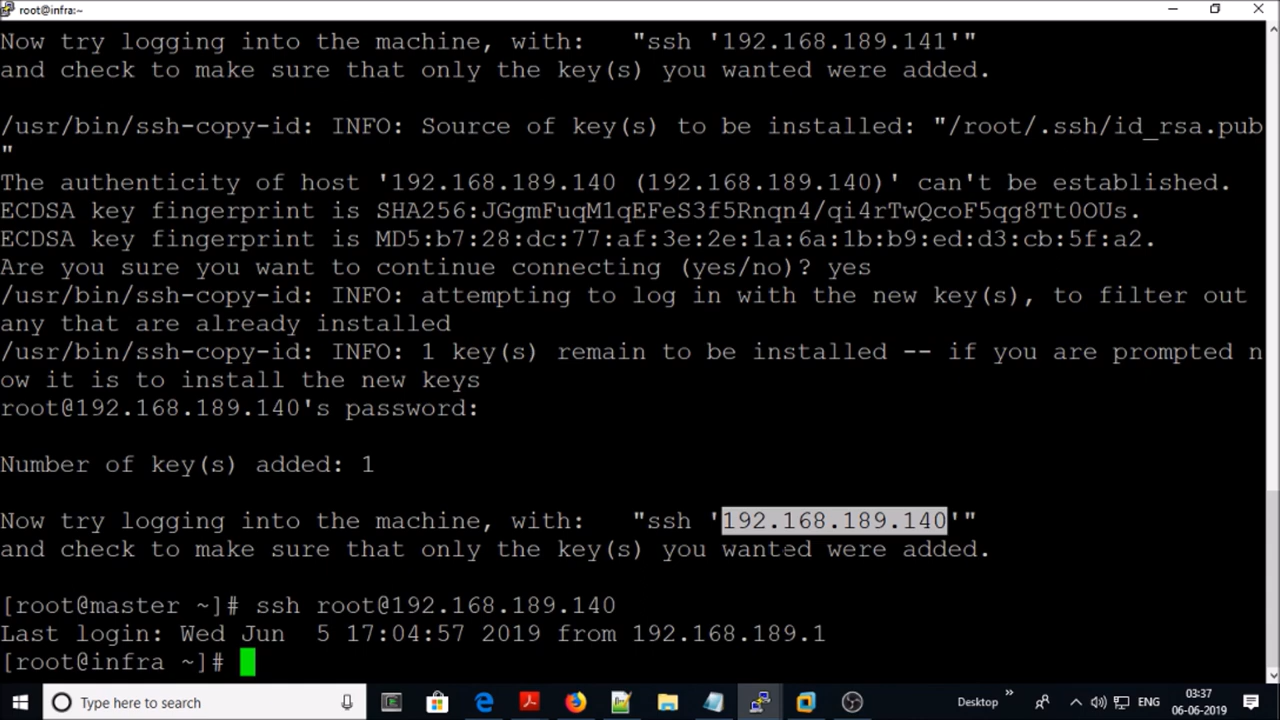 root@infra:~
Now try logging into the machine, with:   "ssh '192.168.189.141'"
and check to make sure that only the key(s) you wanted were added.
/usr/bin/ssh-copy-id: INFO: Source of key(s) to be installed: "/root/.ssh/id_rsa.pub
"
The authenticity of host '192.168.189.140 (192.168.189.140)' can't be established.
ECDSA key fingerprint is SHA256:JGgmFuqM1qEFeS3f5Rnqn4/qi4rTwQcoF5qg8Tt0OUs.
ECDSA key fingerprint is MD5:b7:28:dc:77:af:3e:2e:1a:6a:1b:b9:ed:d3:cb:5f:a2.
Are you sure you want to continue connecting (yes/no)? yes
/usr/bin/ssh-copy-id: INFO: attempting to log in with the new key(s), to filter out
any that are already installed
/usr/bin/ssh-copy-id: INFO: 1 key(s) remain to be installed -- if you are prompted n
ow it is to install the new keys
root@192.168.189.140's password:
Number of key(s) added: 1
Now try logging into the machine, with:   "ssh '192.168.189.140'"
and check to make sure that only the key(s) you wanted were added.
[root@master ~]# ssh root@192.168.189.140
Last login: Wed Jun  5 17:04:57 2019 from 192.168.189.1
[root@infra ~]#
Type here to search
Desktop
ENG
03:37
06-06-2019